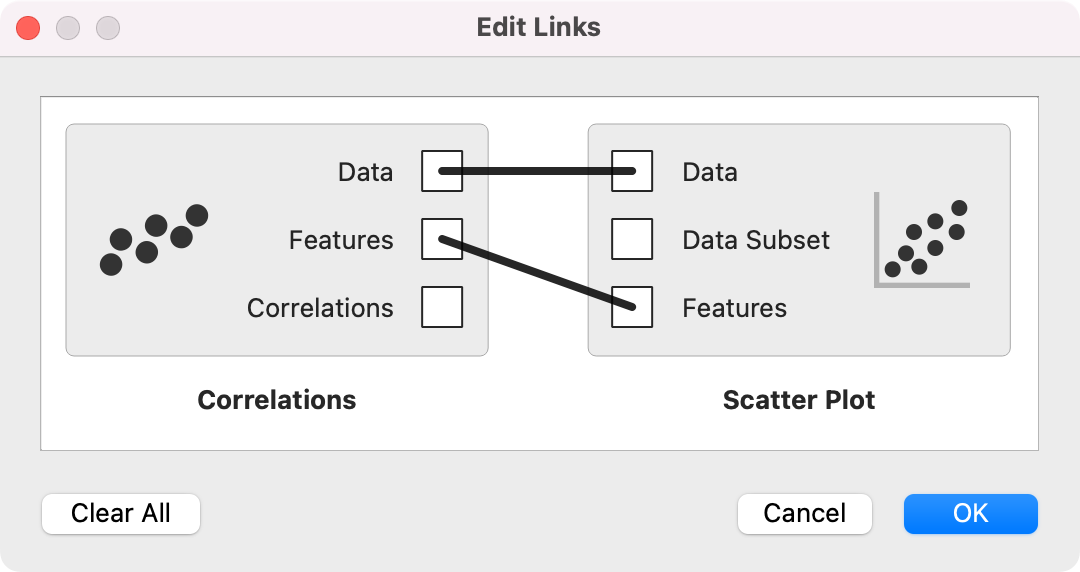 Edit Links
Data
Features
Correlations
Correlations
Data
Data Subset
Features
Scatter Plot
Clear All
Cancel
OK